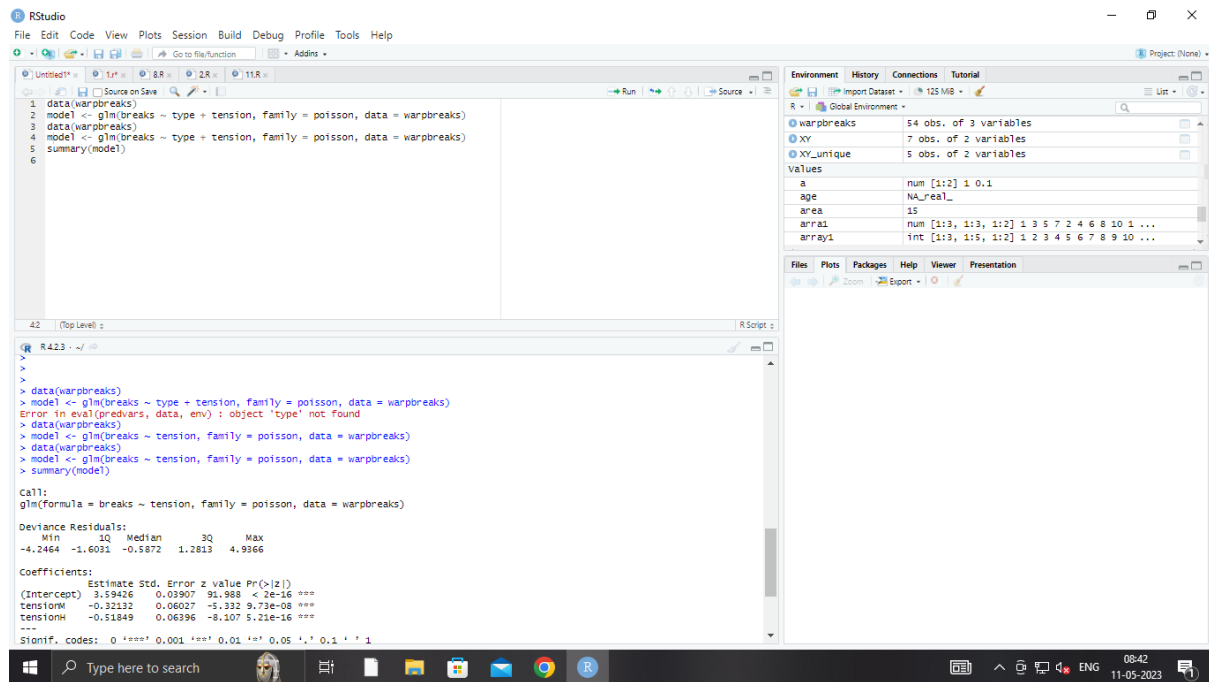 RStudio
File Edit Code View Plots Session Build Debug Profile Tools Help
Go to file/function Addins Project: (None)
Untitled1* 1.r* 8.R 2.R 11.R
Source on Save Run Source
1 data(warpbreaks)
2 model <- glm(breaks ~ type + tension, family = poisson, data = warpbreaks)
3 data(warpbreaks)
4 model <- glm(breaks ~ type + tension, family = poisson, data = warpbreaks)
5 summary(model)
6
4:2 (Top Level) R Script
R 4.2.3 · ~/
>
>
>
> data(warpbreaks)
> model <- glm(breaks ~ type + tension, family = poisson, data = warpbreaks)
Error in eval(predvars, data, env) : object 'type' not found
> data(warpbreaks)
> model <- glm(breaks ~ tension, family = poisson, data = warpbreaks)
> data(warpbreaks)
> model <- glm(breaks ~ tension, family = poisson, data = warpbreaks)
> summary(model)
Call:
glm(formula = breaks ~ tension, family = poisson, data = warpbreaks)
Deviance Residuals:
Min 1Q Median 3Q Max
-4.2464 -1.6031 -0.5872 1.2813 4.9366
Coefficients:
Estimate Std. Error z value Pr(>|z|)
(Intercept) 3.59426 0.03907 91.988 < 2e-16 ***
tensionM -0.32132 0.06027 -5.332 9.73e-08 ***
tensionH -0.51849 0.06396 -8.107 5.21e-16 ***
---
Signif. codes: 0 ‘***’ 0.001 ‘**’ 0.01 ‘*’ 0.05 ‘.’ 0.1 ‘ ’ 1
Environment History Connections Tutorial
Import Dataset 125 MiB List
R Global Environment
warpbreaks 54 obs. of 3 variables
XY 7 obs. of 2 variables
XY_unique 5 obs. of 2 variables
Values
a num [1:2] 1 0.1
age NA_real_
area 15
arra1 num [1:3, 1:3, 1:2] 1 3 5 7 2 4 6 8 10 1 ...
array1 int [1:3, 1:5, 1:2] 1 2 3 4 5 6 7 8 9 10 ...
Files Plots Packages Help Viewer Presentation
Zoom Export
Type here to search
R
ENG
08:42
11-05-2023
1